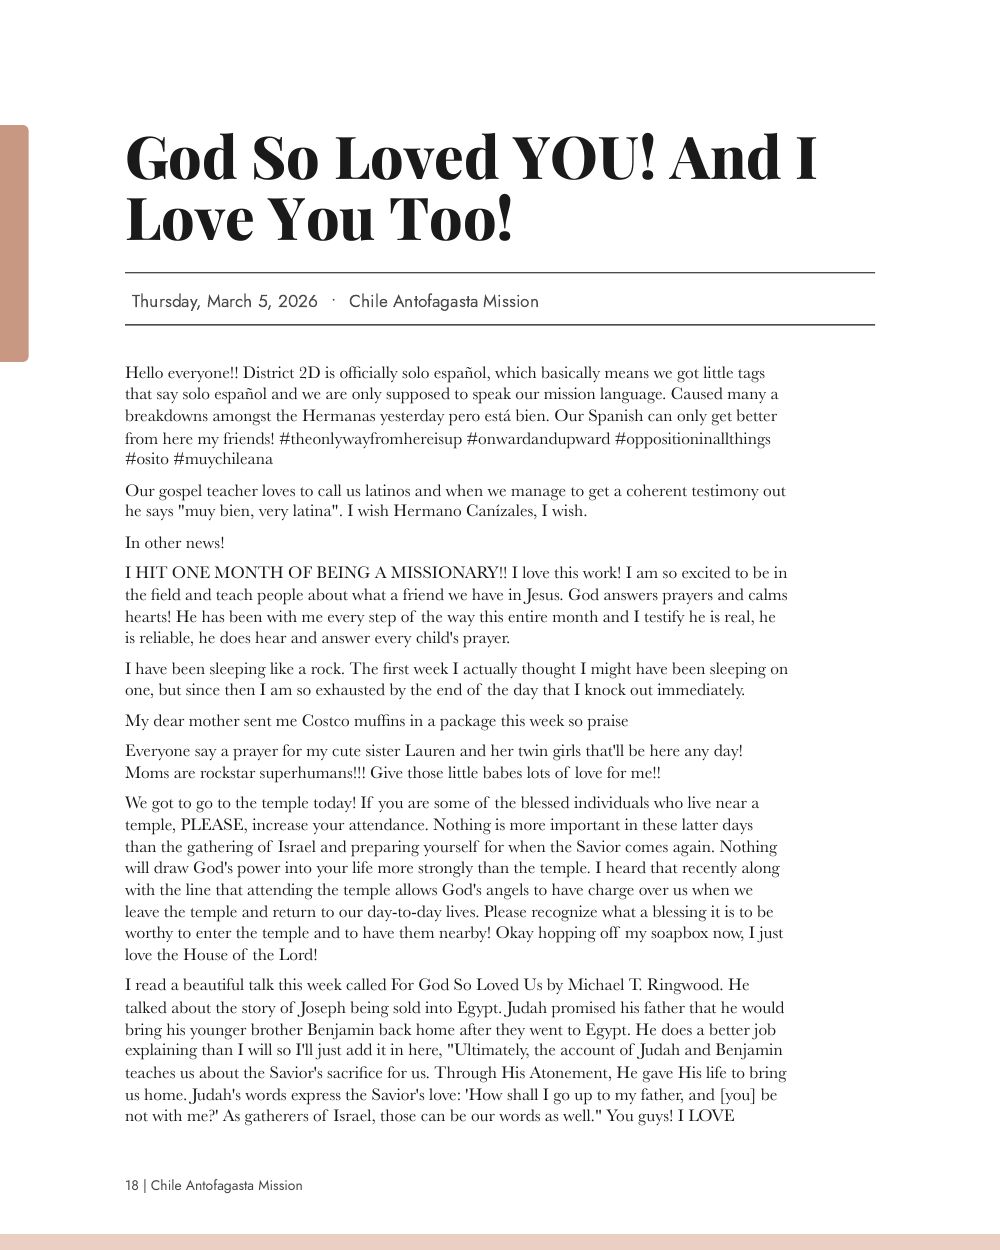 God So Loved YOU! And I
Love You Too!
Thursday, March 5, 2026 · Chile Antofagasta Mission
Hello everyone!! District 2D is officially solo español, which basically means we got little tags
that say solo español and we are only supposed to speak our mission language. Caused many a
breakdowns amongst the Hermanas yesterday pero está bien. Our Spanish can only get better
from here my friends! #theonlywayfromhereisup #onwardandupward #oppositioninallthings
#osito #muychileana
Our gospel teacher loves to call us latinos and when we manage to get a coherent testimony out
he says "muy bien, very latina". I wish Hermano Canízales, I wish.
In other news!
I HIT ONE MONTH OF BEING A MISSIONARY!! I love this work! I am so excited to be in
the field and teach people about what a friend we have in Jesus. God answers prayers and calms
hearts! He has been with me every step of the way this entire month and I testify he is real, he
is reliable, he does hear and answer every child's prayer.
I have been sleeping like a rock. The first week I actually thought I might have been sleeping on
one, but since then I am so exhausted by the end of the day that I knock out immediately.
My dear mother sent me Costco muffins in a package this week so praise
Everyone say a prayer for my cute sister Lauren and her twin girls that'll be here any day!
Moms are rockstar superhumans!!! Give those little babes lots of love for me!!
We got to go to the temple today! If you are some of the blessed individuals who live near a
temple, PLEASE, increase your attendance. Nothing is more important in these latter days
than the gathering of Israel and preparing yourself for when the Savior comes again. Nothing
will draw God's power into your life more strongly than the temple. I heard that recently along
with the line that attending the temple allows God's angels to have charge over us when we
leave the temple and return to our day-to-day lives. Please recognize what a blessing it is to be
worthy to enter the temple and to have them nearby! Okay hopping off my soapbox now, I just
love the House of the Lord!
I read a beautiful talk this week called For God So Loved Us by Michael T. Ringwood. He
talked about the story of Joseph being sold into Egypt. Judah promised his father that he would
bring his younger brother Benjamin back home after they went to Egypt. He does a better job
explaining than I will so I'll just add it in here, "Ultimately, the account of Judah and Benjamin
teaches us about the Savior's sacrifice for us. Through His Atonement, He gave His life to bring
us home. Judah's words express the Savior's love: 'How shall I go up to my father, and [you] be
not with me?' As gatherers of Israel, those can be our words as well." You guys! I LOVE
18 | Chile Antofagasta Mission